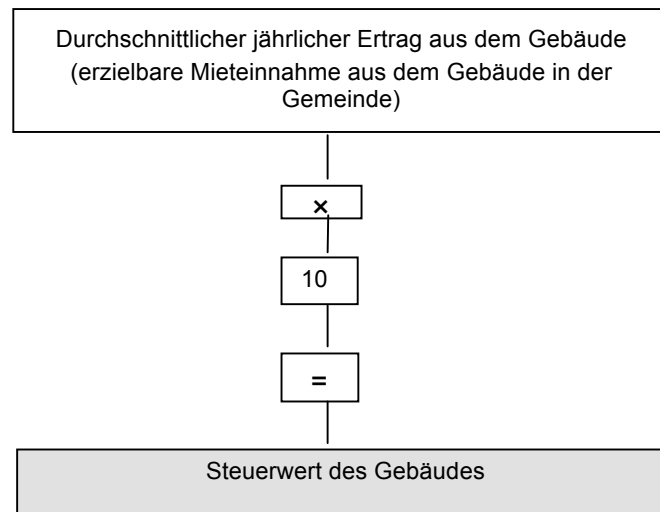 Durchschnittlicher jährlicher Ertrag aus dem Gebäude
(erzielbare Mieteinnahme aus dem Gebäude in der
Gemeinde)
×
10
=
Steuerwert des Gebäudes